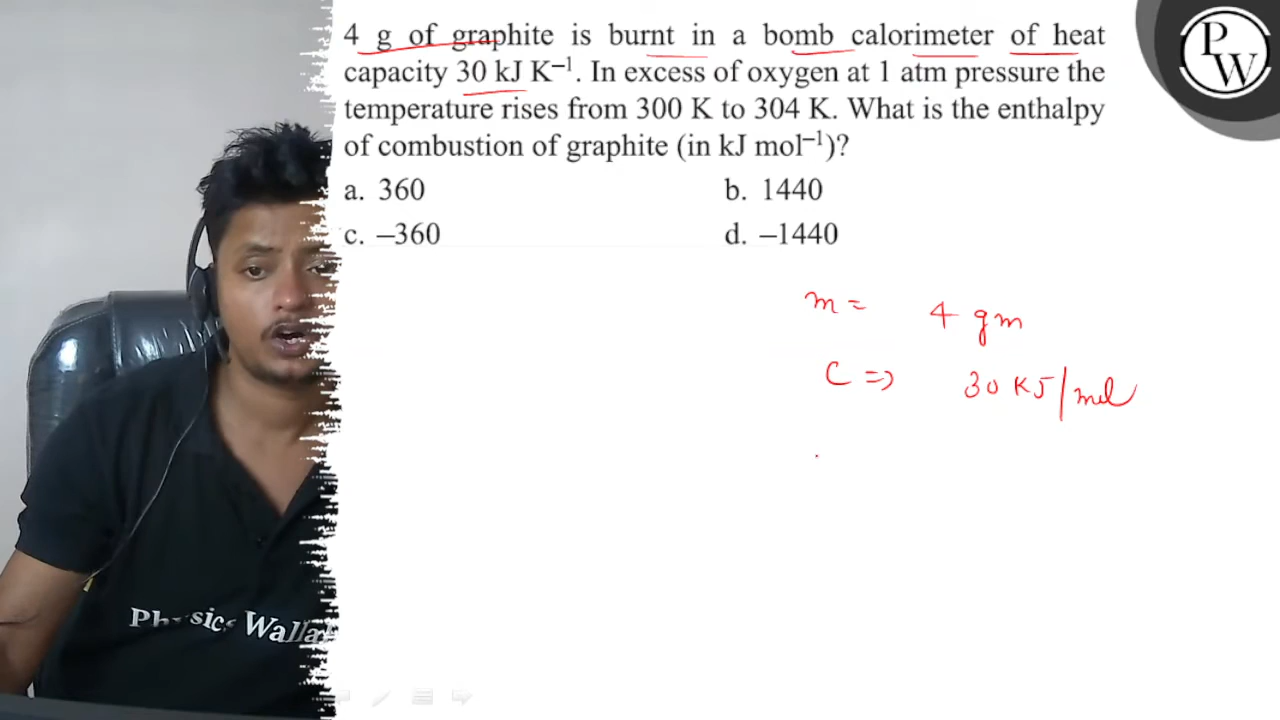 4 g of graphite is burnt in a bomb calorimeter of heat
capacity 30 kJ K⁻¹. In excess of oxygen at 1 atm pressure the
temperature rises from 300 K to 304 K. What is the enthalpy
of combustion of graphite (in kJ mol⁻¹)?
a. 360
b. 1440
c. –360
d. –1440
m = 4 gm
C ⇒ 30 KJ/mol
P
W
Physics Wallah